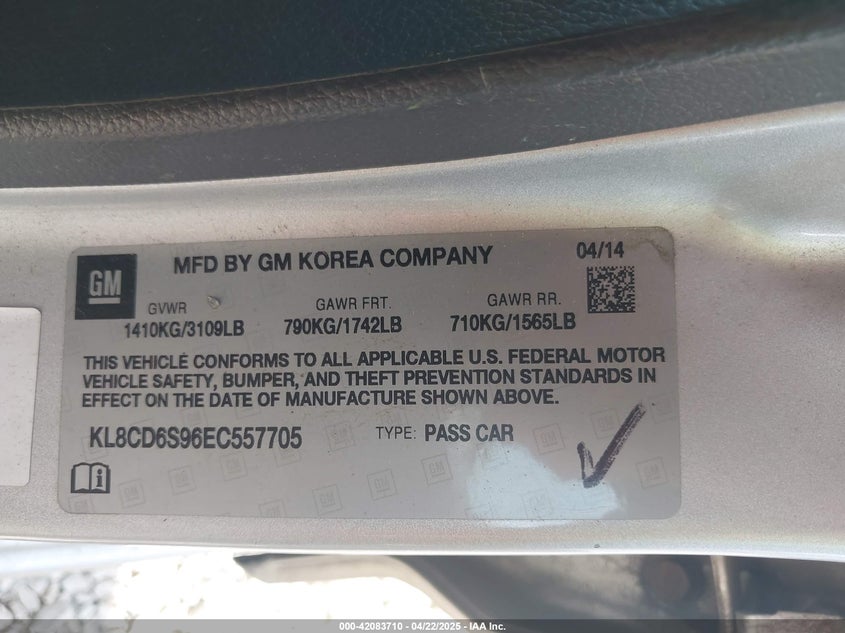 MFD BY GM KOREA COMPANY 04/14
GM
GVWR GAWR FRT. GAWR RR.
1410KG/3109LB 790KG/1742LB 710KG/1565LB
THIS VEHICLE CONFORMS TO ALL APPLICABLE U.S. FEDERAL MOTOR
VEHICLE SAFETY, BUMPER, AND THEFT PREVENTION STANDARDS IN
EFFECT ON THE DATE OF MANUFACTURE SHOWN ABOVE.
KL8CD6S96EC557705 TYPE: PASS CAR
000-42083710 - 04/22/2025 - IAA Inc.